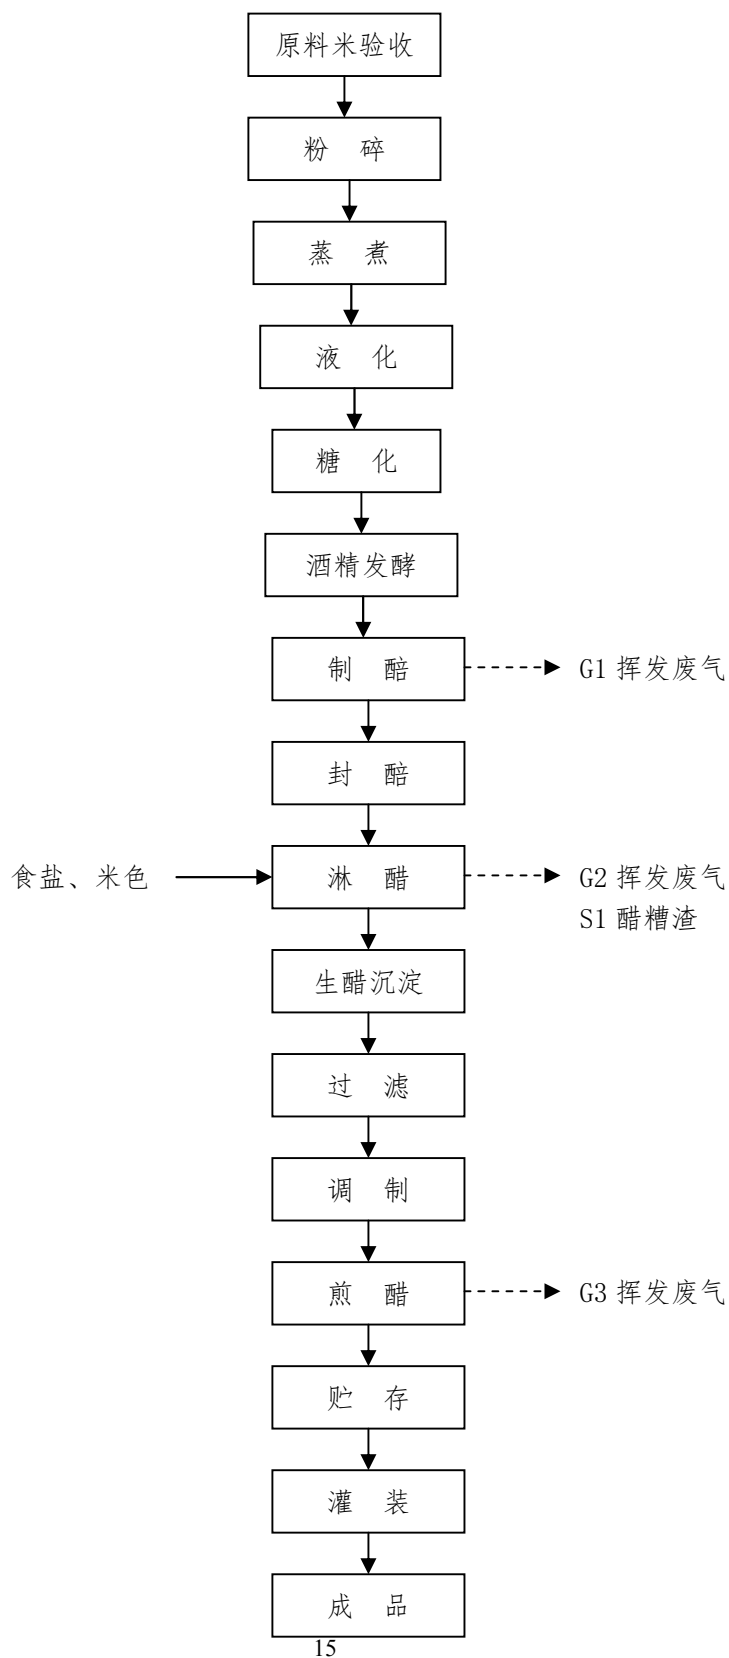 原料米验收
粉 碎
蒸 煮
液 化
糖 化
酒精发酵
制 醅 G1 挥发废气
封 醅
食盐、米色 淋 醋 G2 挥发废气
S1 醋糟渣
生醋沉淀
过 滤
调 制
煎 醋 G3 挥发废气
贮 存
灌 装
成 品
15